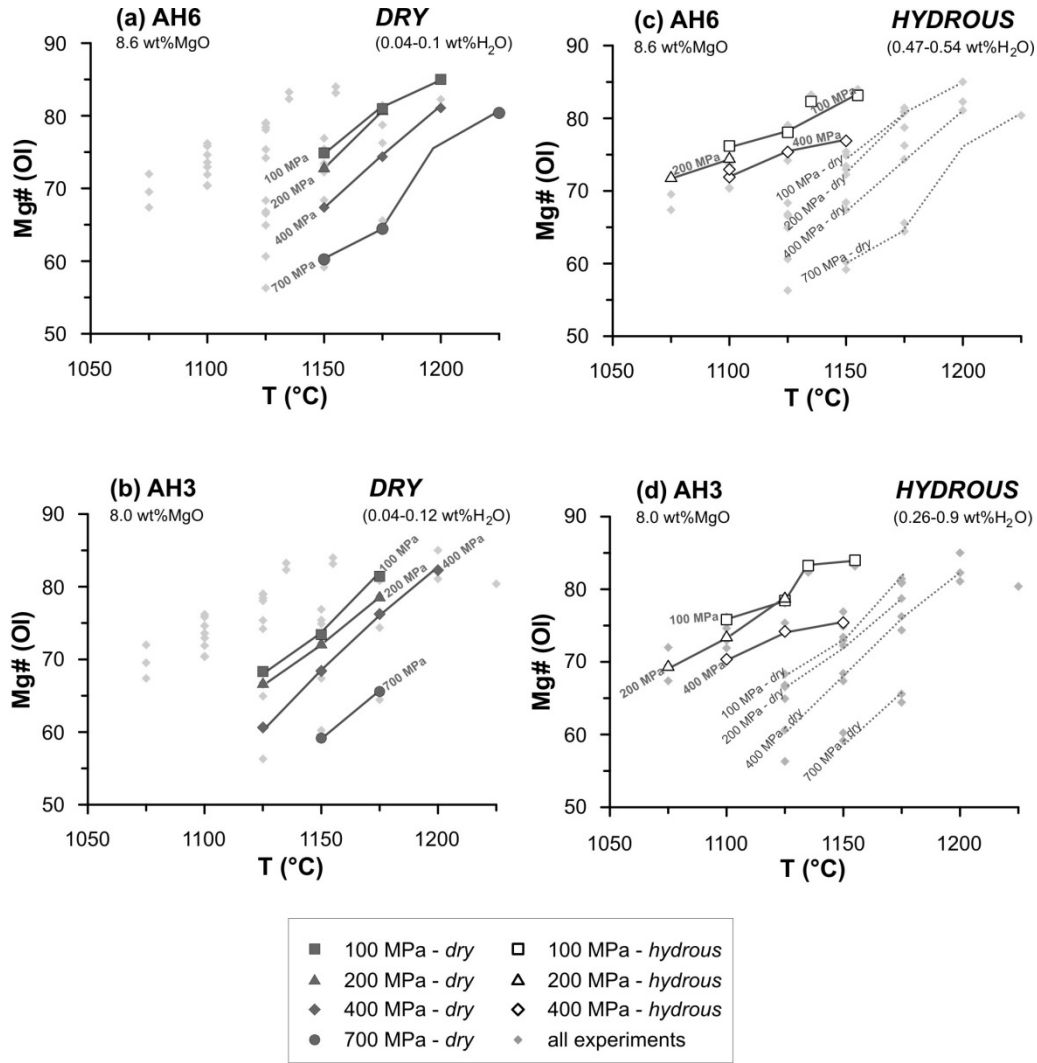 (a) AH6
DRY
8.6 wt%MgO
(0.04-0.1 wt%H₂O)
90
80
70
60
50
Mg# (Ol)
100 MPa
200 MPa
400 MPa
700 MPa
1050
1100
1150
1200
T (°C)
(c) AH6
HYDROUS
8.6 wt%MgO
(0.47-0.54 wt%H₂O)
90
80
70
60
50
Mg# (Ol)
100 MPa
200 MPa
400 MPa
100 MPa - dry
200 MPa - dry
400 MPa - dry
700 MPa - dry
1050
1100
1150
1200
T (°C)
(b) AH3
DRY
8.0 wt%MgO
(0.04-0.12 wt%H₂O)
90
80
70
60
50
Mg# (Ol)
100 MPa
400 MPa
200 MPa
700 MPa
1050
1100
1150
1200
T (°C)
(d) AH3
HYDROUS
8.0 wt%MgO
(0.26-0.9 wt%H₂O)
90
80
70
60
50
Mg# (Ol)
100 MPa
200 MPa
400 MPa
100 MPa - dry
200 MPa - dry
400 MPa - dry
700 MPa - dry
1050
1100
1150
1200
T (°C)
100 MPa - dry
200 MPa - dry
400 MPa - dry
700 MPa - dry
100 MPa - hydrous
200 MPa - hydrous
400 MPa - hydrous
all experiments